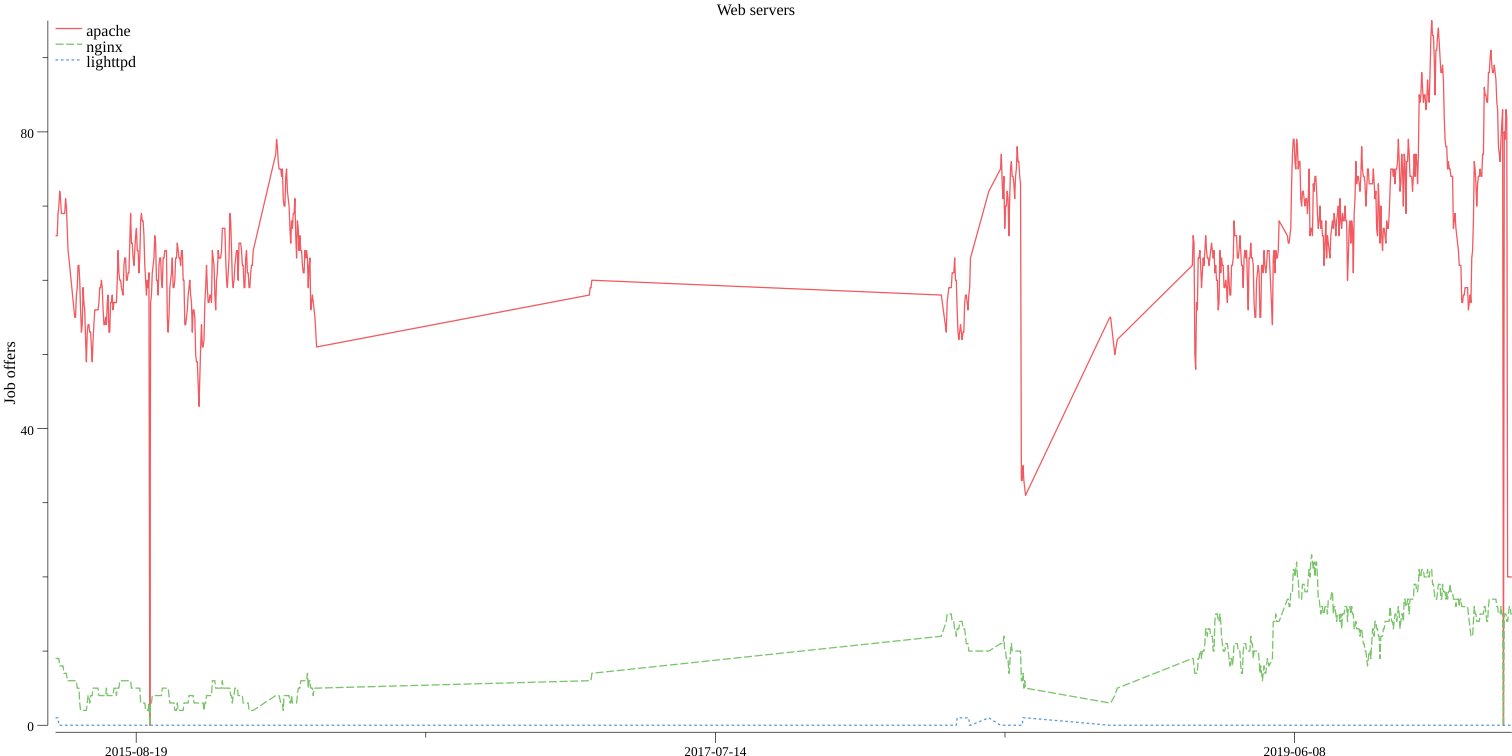 Web servers
apache
nginx
lighttpd
80
40
0
Job offers
2015-08-19
2017-07-14
2019-06-08